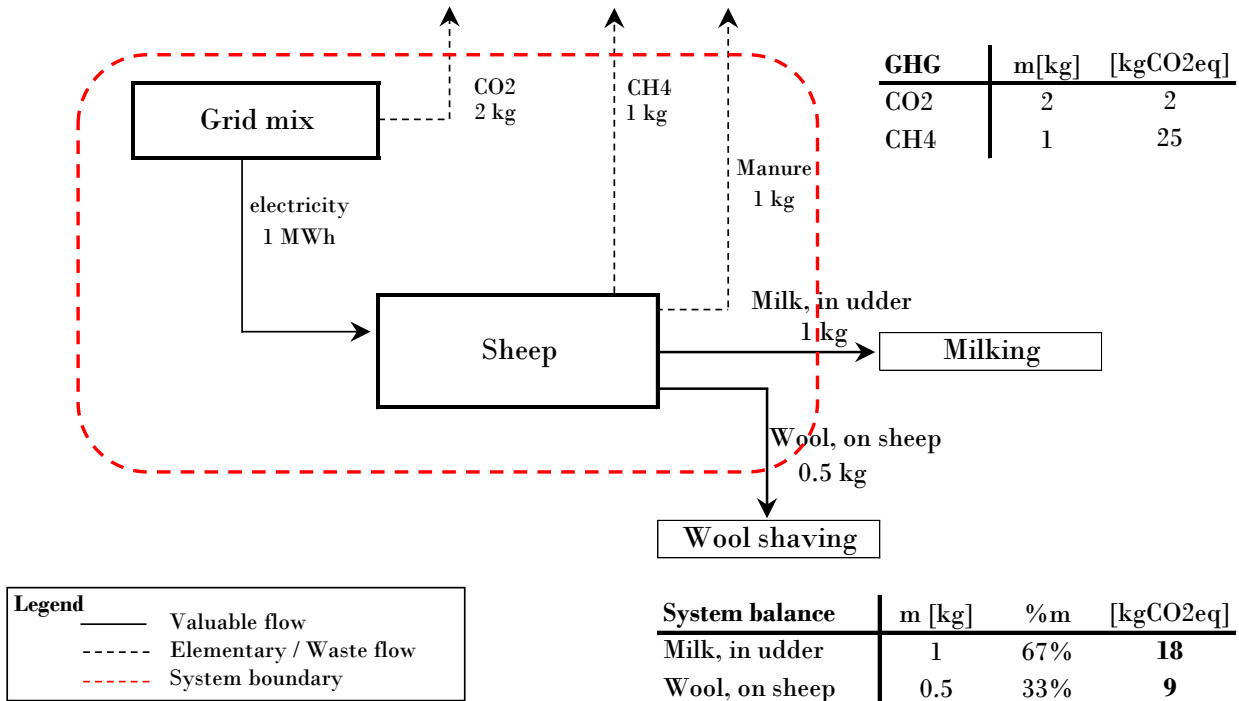 GHG m[kg] [kgCO2eq]
CO2 2 2
CH4 1 25
Grid mix
CO2
2 kg
CH4
1 kg
Manure
1 kg
electricity
1 MWh
Sheep
Milk, in udder
1 kg
Milking
Wool, on sheep
0.5 kg
Wool shaving
Legend
Valuable flow
Elementary / Waste flow
System boundary
System balance m [kg] %m [kgCO2eq]
Milk, in udder 1 67% 18
Wool, on sheep 0.5 33% 9